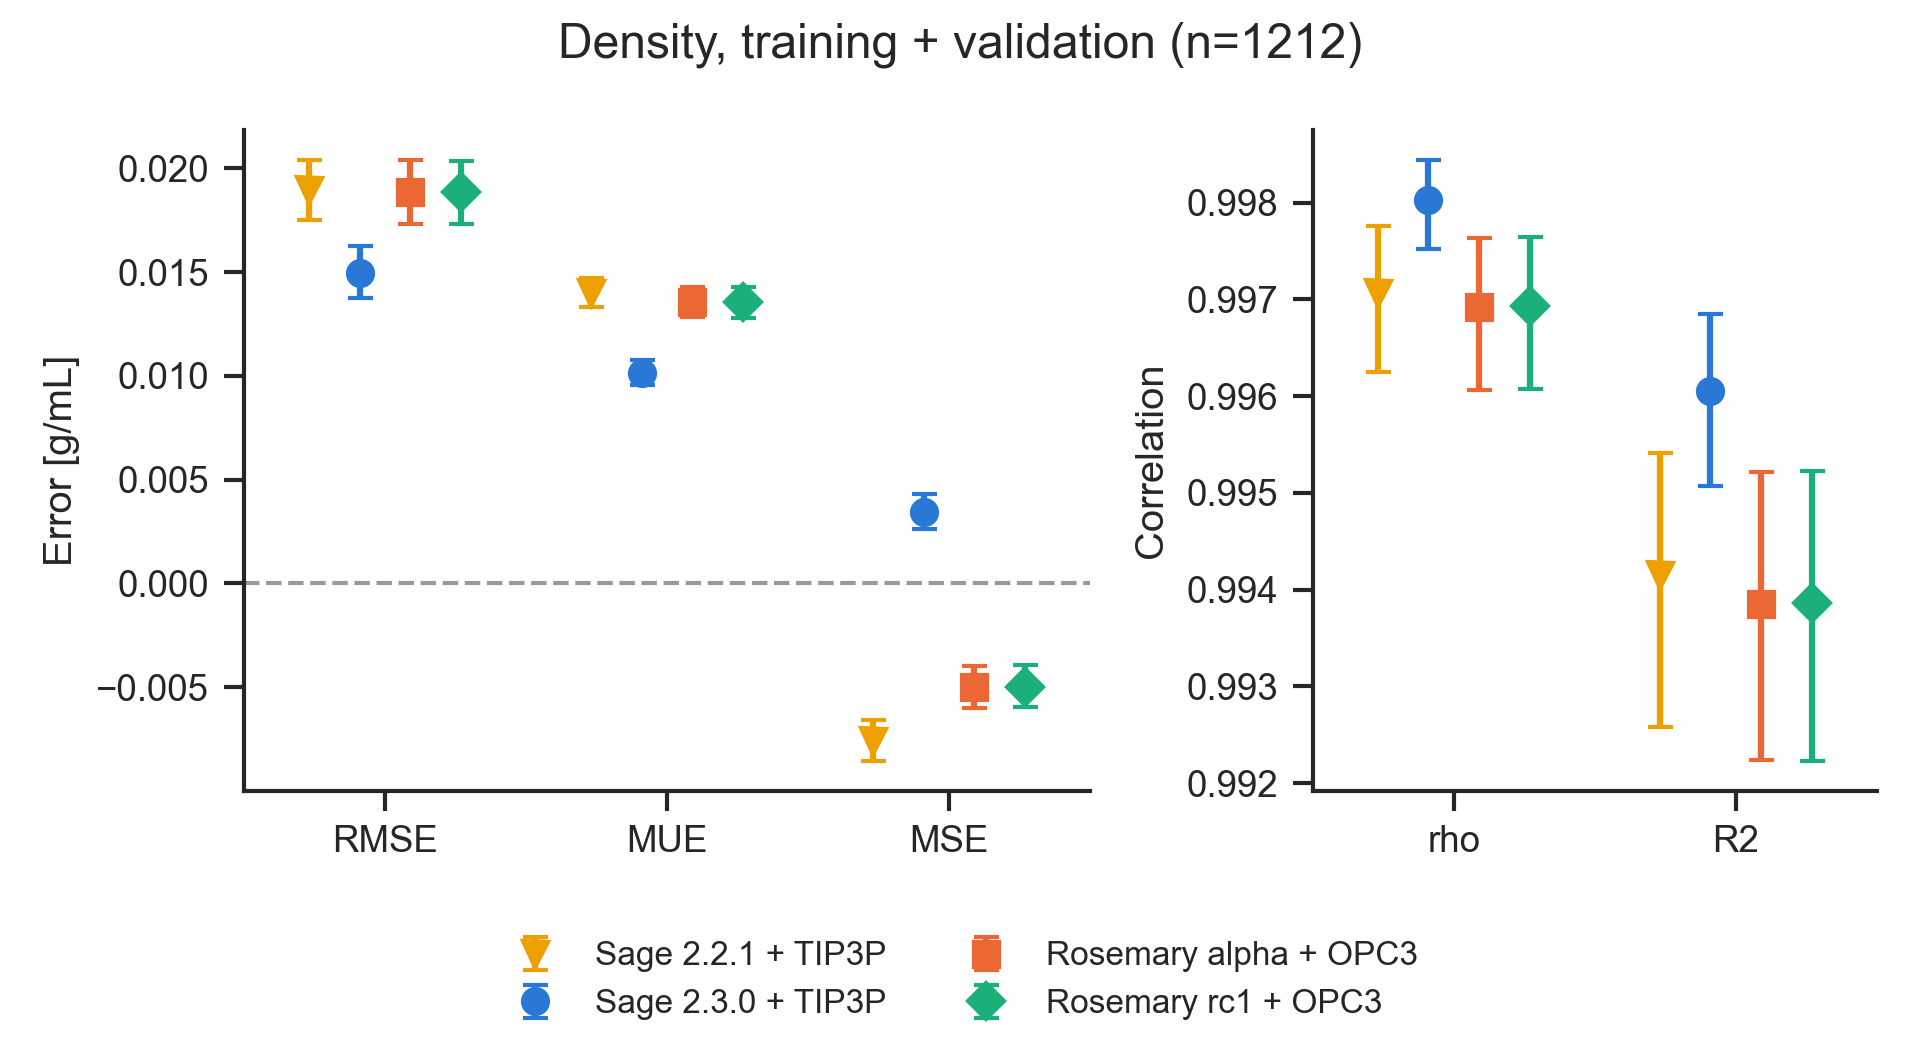 Density, training + validation (n=1212)
Error [g/mL]
0.020
0.015
0.010
0.005
0.000
−0.005
RMSE
MUE
MSE
Correlation
0.998
0.997
0.996
0.995
0.994
0.993
0.992
rho
R2
Sage 2.2.1 + TIP3P
Sage 2.3.0 + TIP3P
Rosemary alpha + OPC3
Rosemary rc1 + OPC3